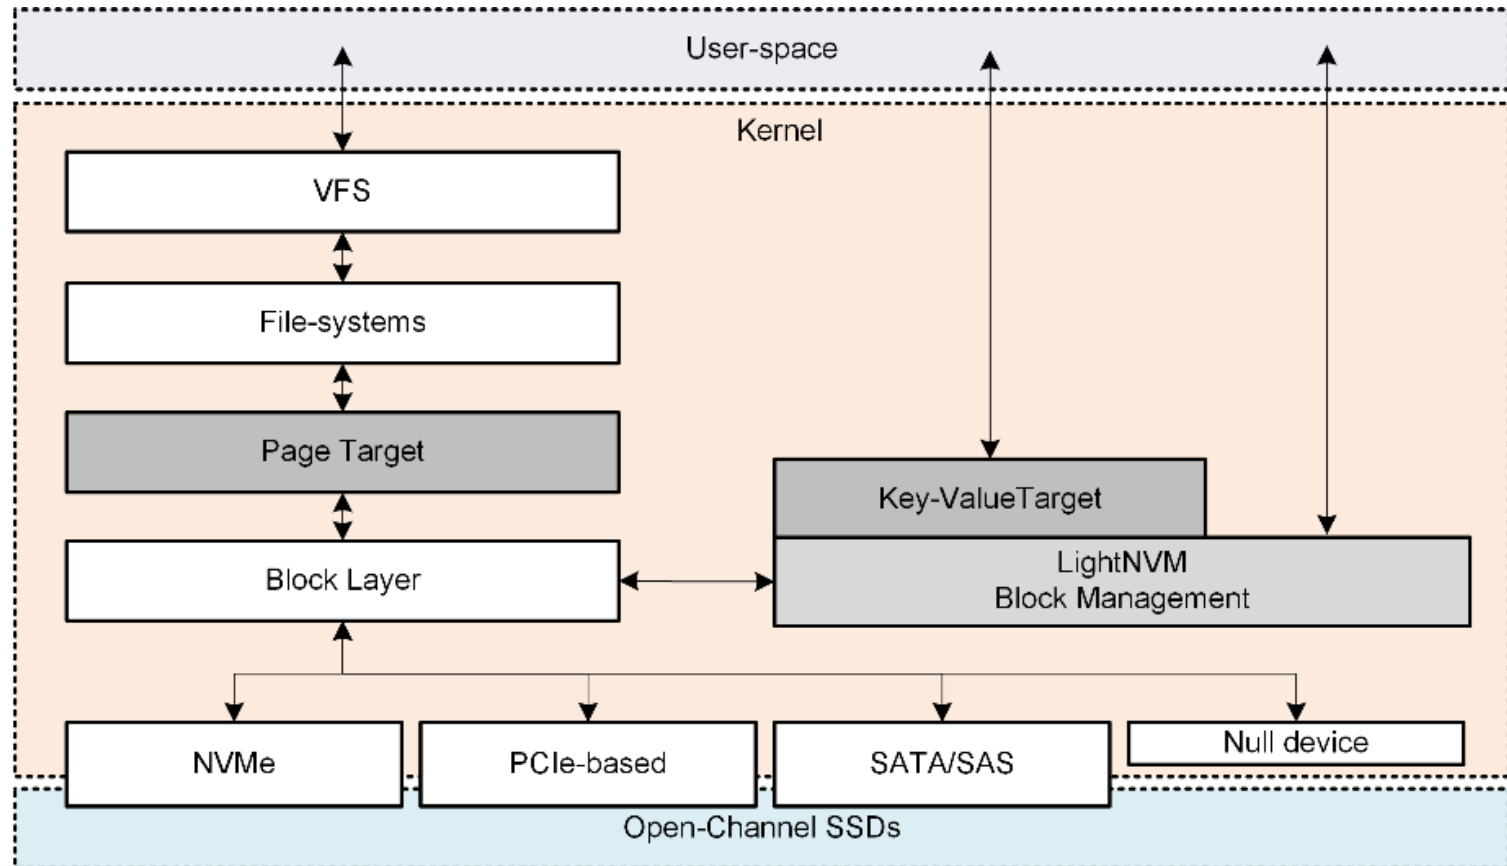 User-space
Kernel
VFS
File-systems
Page Target
Key-ValueTarget
Block Layer
LightNVM
Block Management
NVMe
PCIe-based
SATA/SAS
Null device
Open-Channel SSDs